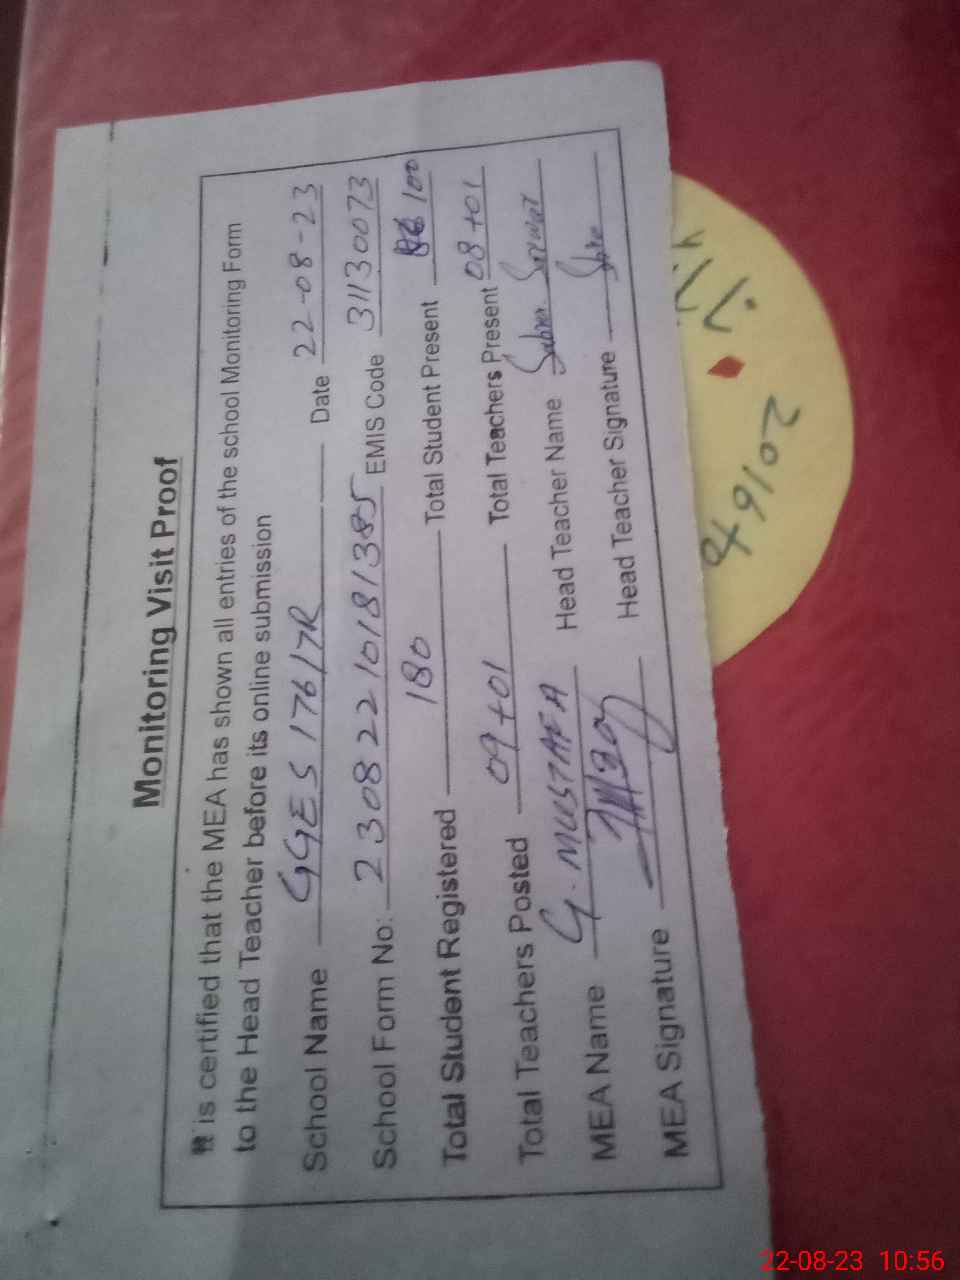 Monitoring Visit Proof
It is certified that the MEA has shown all entries of the school Monitoring Form
to the Head Teacher before its online submission
School Name GGES 176/7R Date 22-08-23
School Form No: 23082210181385 EMIS Code 31130073
Total Student Registered 180 Total Student Present 100
Total Teachers Posted 09+01 Total Teachers Present 08+01
MEA Name G. MUSTAFA Head Teacher Name
MEA Signature Head Teacher Signature
22-08-23 10:56